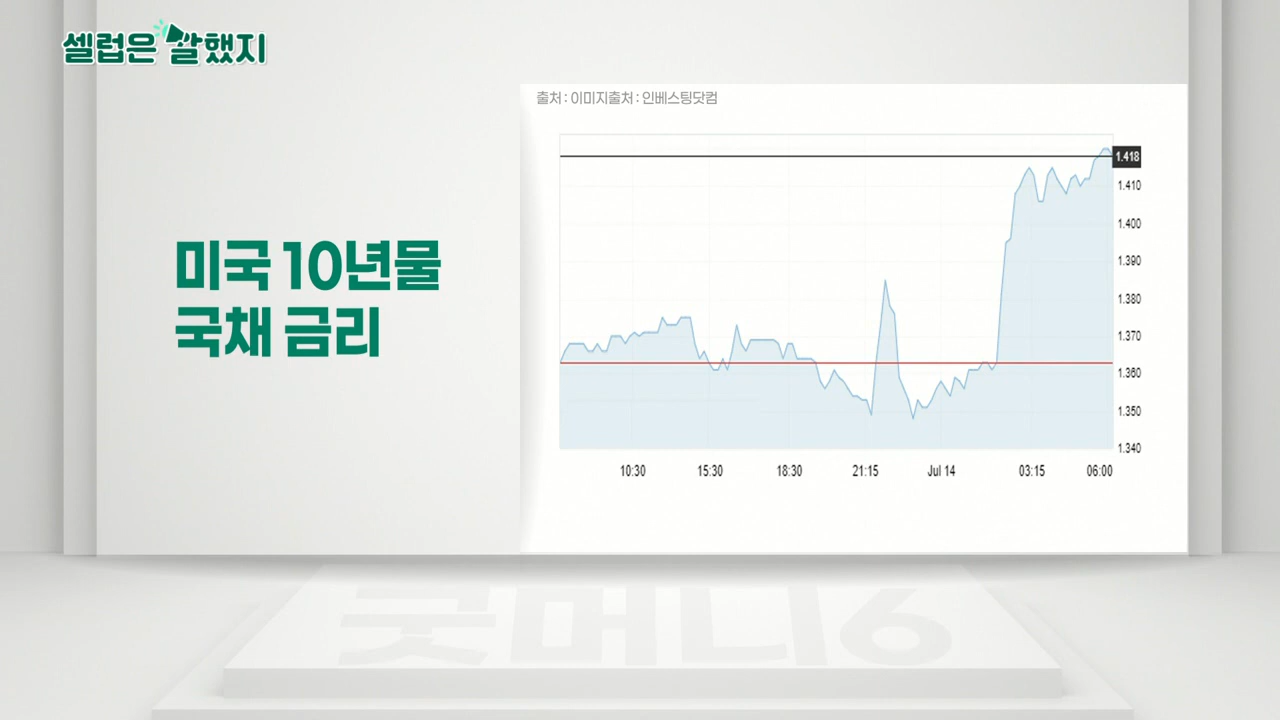 셀럽은 말했지
출처 : 이미지출처 : 인베스팅닷컴
미국 10년물
국채 금리
1.418
1.410
1.400
1.390
1.380
1.370
1.360
1.350
1.340
10:30 15:30 18:30 21:15 Jul 14 03:15 06:00
굿머니6